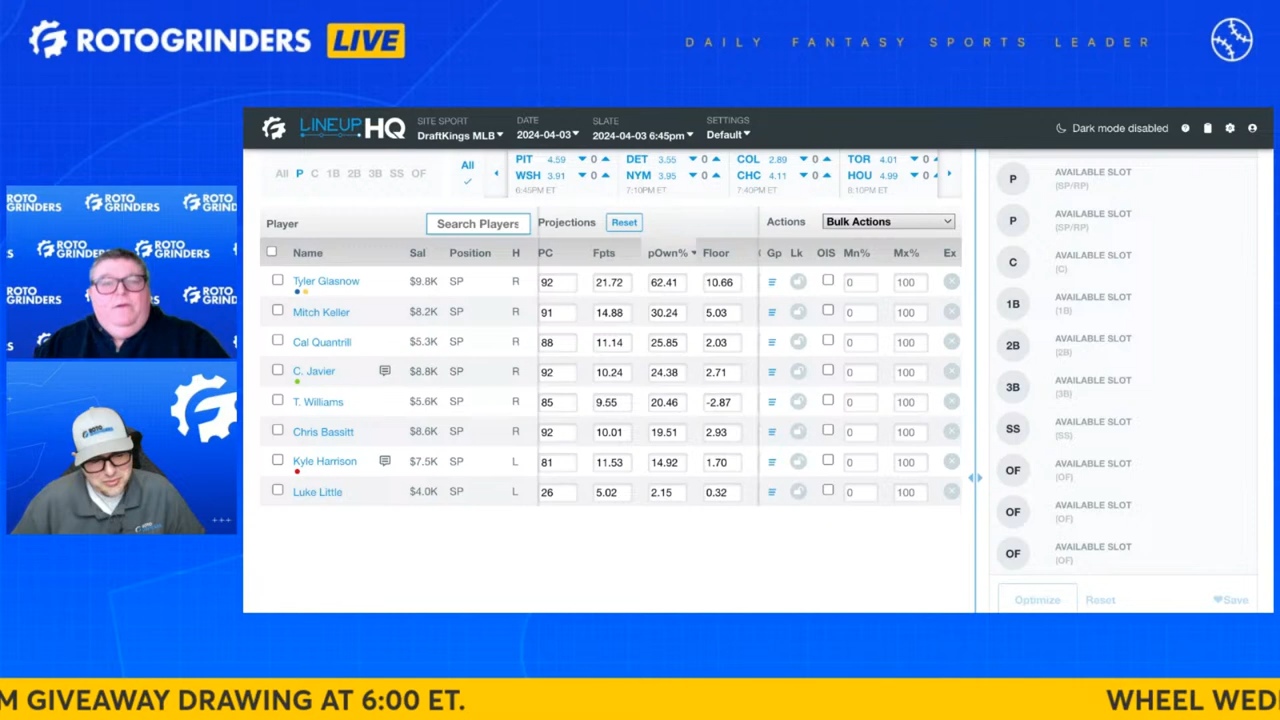 ROTOGRINDERS LIVE
DAILY FANTASY SPORTS LEADER
LINEUPHQ
SITE SPORT
DraftKings MLB
DATE
2024-04-03
SLATE
2024-04-03 6:45pm
SETTINGS
Default
Dark mode disabled
All P C 1B 2B 3B SS OF
All
PIT 4.59 0
WSH 3.91 0
6:45PM ET
DET 3.55 0
NYM 3.95 0
7:10PM ET
COL 2.89 0
CHC 4.11 0
7:40PM ET
TOR 4.01 0
HOU 4.99 0
8:10PM ET
Player Search Players Projections Reset Actions Bulk Actions
Name Sal Position H PC Fpts pOwn% Floor Gp Lk OIS Mn% Mx% Ex
Tyler Glasnow $9.8K SP R 92 21.72 62.41 10.66 0 100
Mitch Keller $8.2K SP R 91 14.88 30.24 5.03 0 100
Cal Quantrill $5.3K SP R 88 11.14 25.85 2.03 0 100
C. Javier $8.8K SP R 92 10.24 24.38 2.71 0 100
T. Williams $5.6K SP R 85 9.55 20.46 -2.87 0 100
Chris Bassitt $8.6K SP R 92 10.01 19.51 2.93 0 100
Kyle Harrison $7.5K SP L 81 11.53 14.92 1.70 0 100
Luke Little $4.0K SP L 26 5.02 2.15 0.32 0 100
P AVAILABLE SLOT
(SP/RP)
P AVAILABLE SLOT
(SP/RP)
C AVAILABLE SLOT
(C)
1B AVAILABLE SLOT
(1B)
2B AVAILABLE SLOT
(2B)
3B AVAILABLE SLOT
(3B)
SS AVAILABLE SLOT
(SS)
OF AVAILABLE SLOT
(OF)
OF AVAILABLE SLOT
(OF)
OF AVAILABLE SLOT
(OF)
Optimize Reset Save
ROTO
GRINDERS
M GIVEAWAY DRAWING AT 6:00 ET.
WHEEL WED